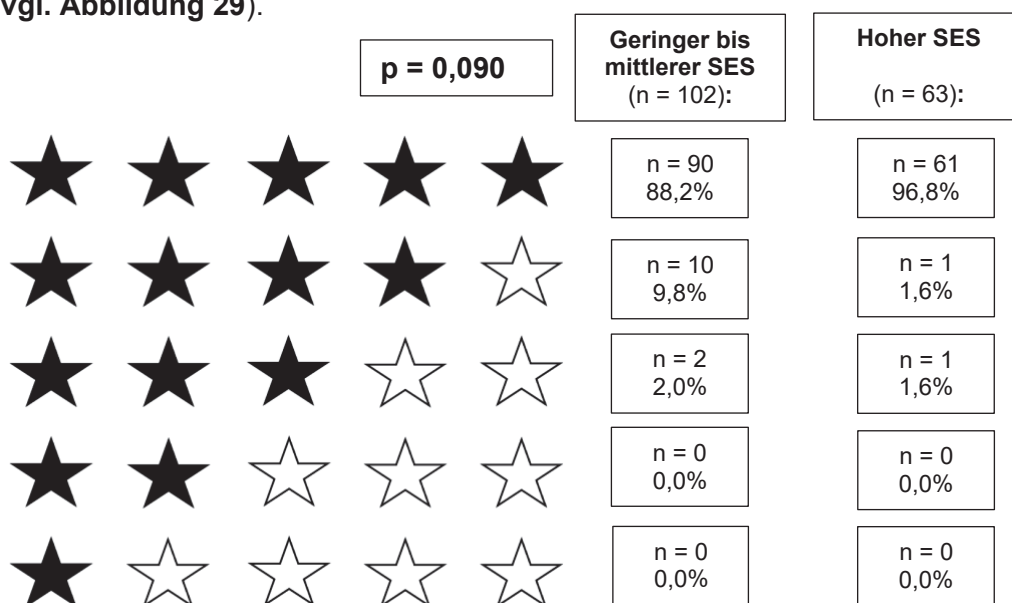 vgl. Abbildung 29).
p = 0,090
Geringer bis
mittlerer SES
(n = 102):
Hoher SES
(n = 63):
n = 90
88,2%
n = 61
96,8%
n = 10
9,8%
n = 1
1,6%
n = 2
2,0%
n = 1
1,6%
n = 0
0,0%
n = 0
0,0%
n = 0
0,0%
n = 0
0,0%